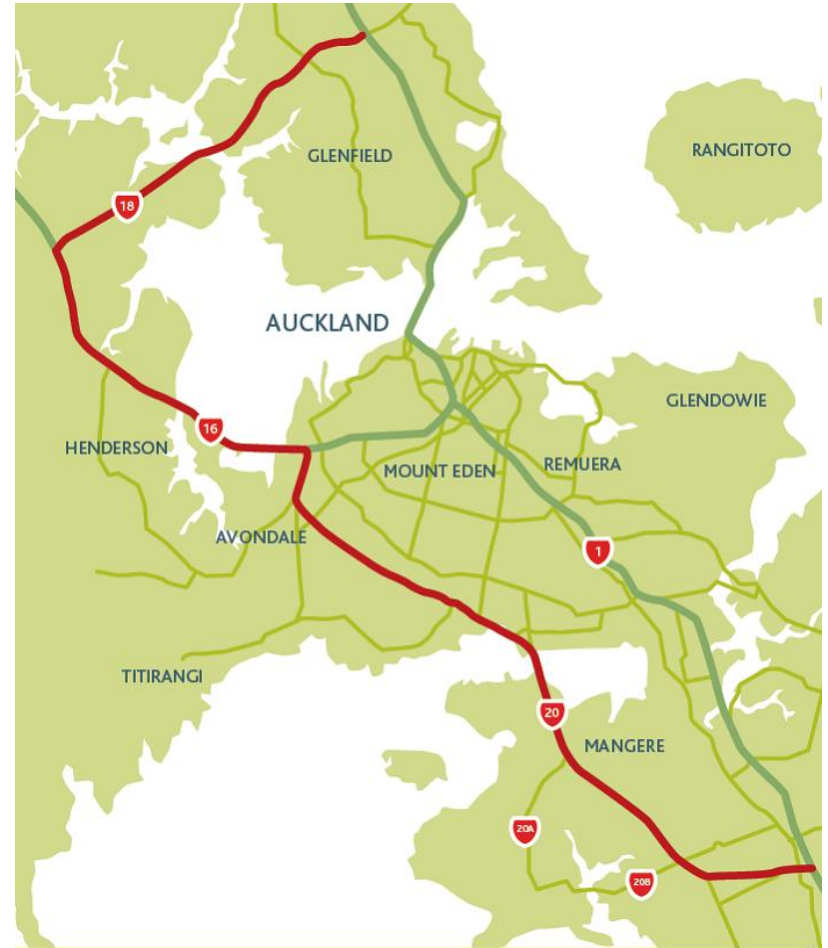 GLENFIELD
RANGITOTO
18
AUCKLAND
GLENDOWIE
16
HENDERSON
MOUNT EDEN
REMUERA
AVONDALE
1
TITIRANGI
20
MANGERE
20A
20B